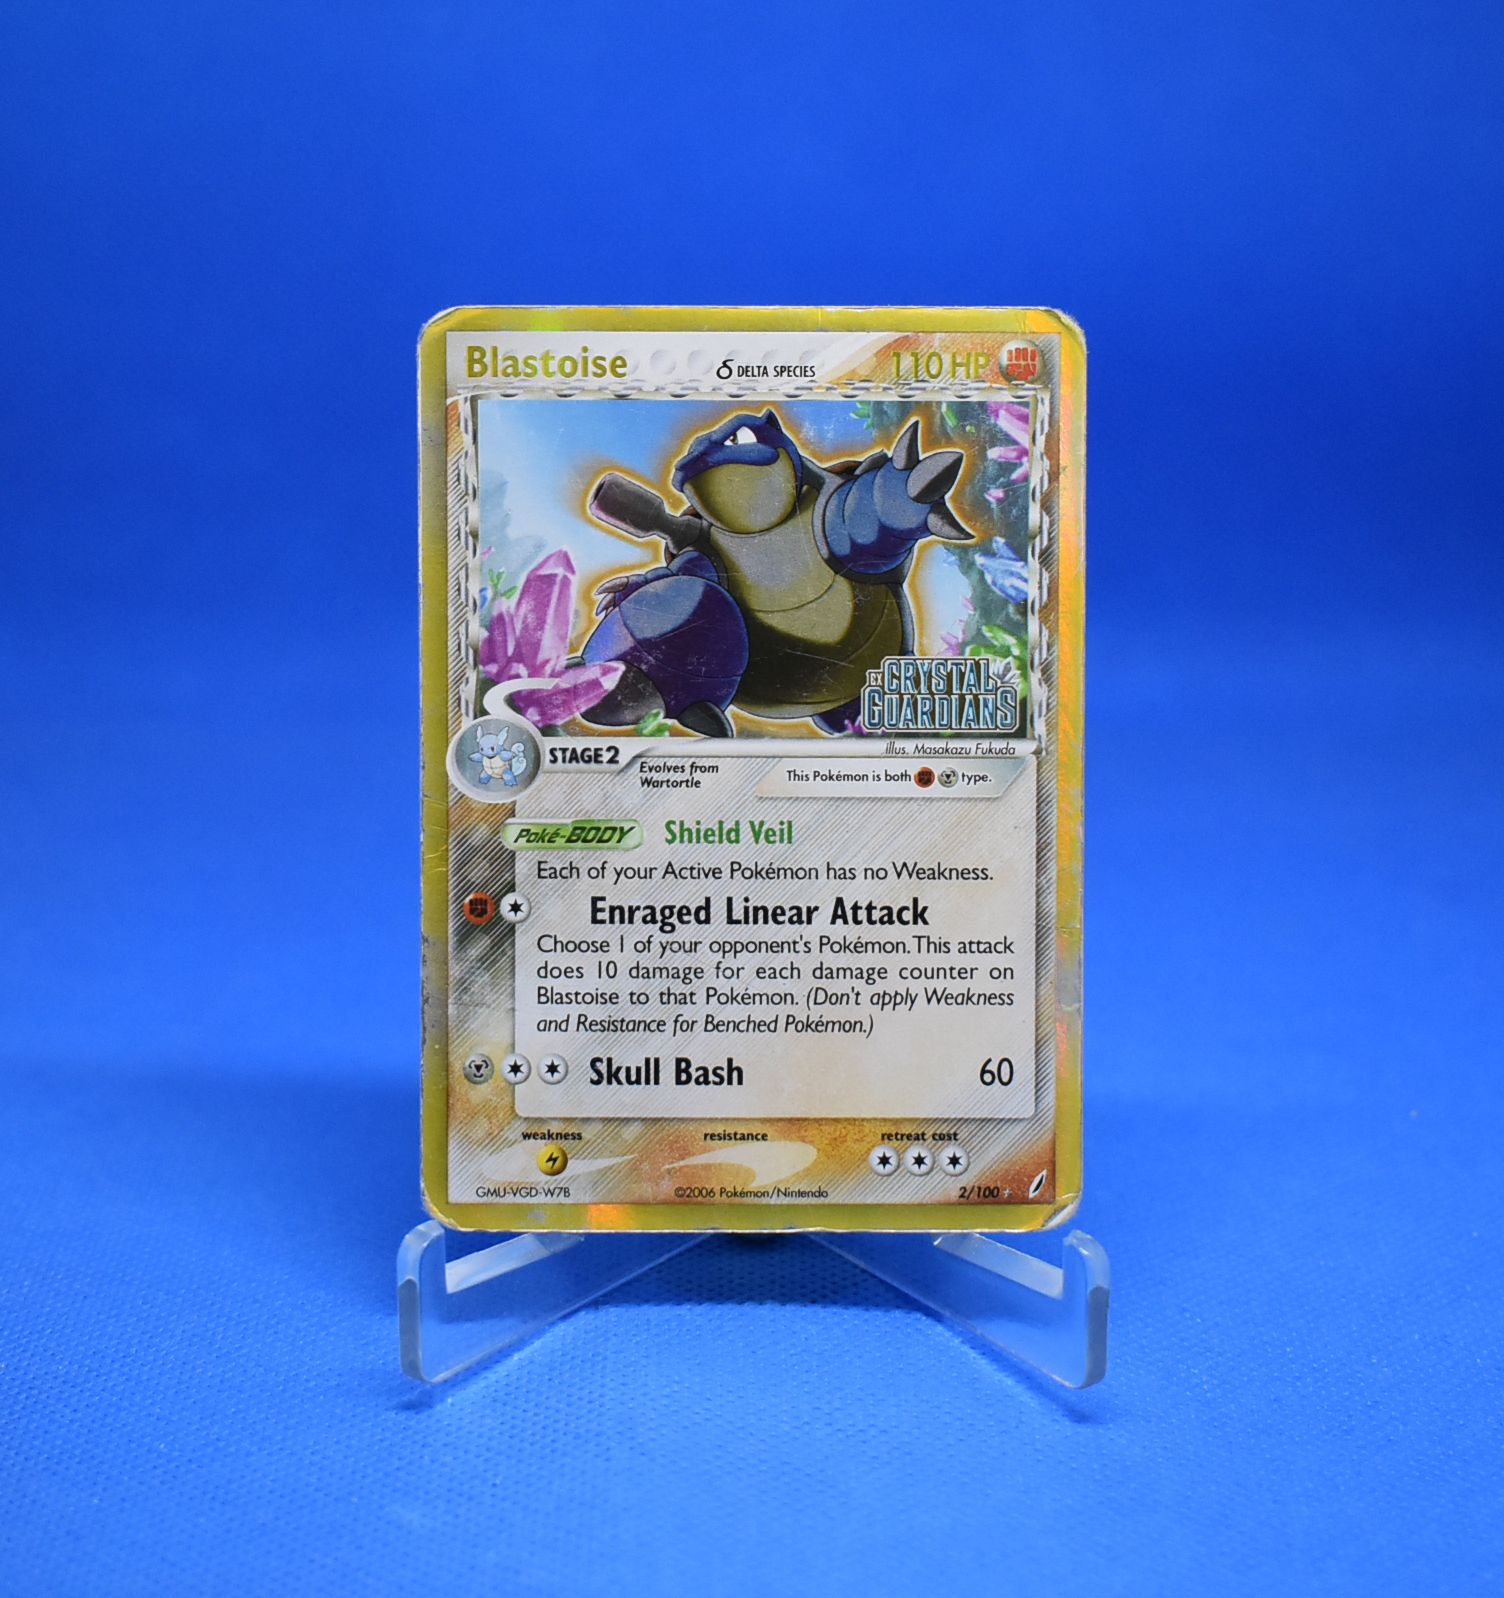 Blastoise δ DELTA SPECIES 110 HP
EX CRYSTAL
GUARDIANS
illus. Masakazu Fukuda
STAGE 2
Evolves from
Wartortle
This Pokémon is both type.
Poké-BODY Shield Veil
Each of your Active Pokémon has no Weakness.
Enraged Linear Attack
Choose 1 of your opponent's Pokémon. This attack
does 10 damage for each damage counter on
Blastoise to that Pokémon. (Don't apply Weakness
and Resistance for Benched Pokémon.)
Skull Bash 60
weakness resistance retreat cost
GMU-VGD-W7B ©2006 Pokémon/Nintendo 2/100